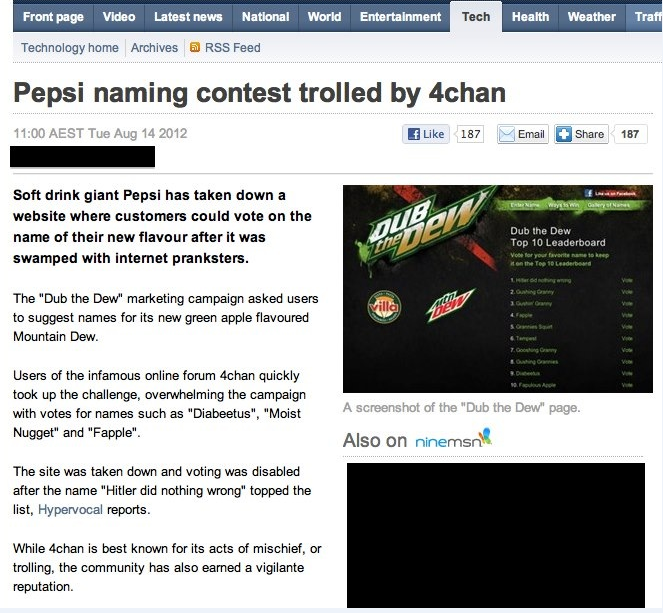 Front page Video Latest news National World Entertainment Tech Health Weather Traff
Technology home Archives RSS Feed
Pepsi naming contest trolled by 4chan
11:00 AEST Tue Aug 14 2012
Like 187 Email Share 187
Soft drink giant Pepsi has taken down a
website where customers could vote on the
name of their new flavour after it was
swamped with internet pranksters.
The "Dub the Dew" marketing campaign asked users
to suggest names for its new green apple flavoured
Mountain Dew.
Users of the infamous online forum 4chan quickly
took up the challenge, overwhelming the campaign
with votes for names such as "Diabeetus", "Moist
Nugget" and "Fapple".
The site was taken down and voting was disabled
after the name "Hitler did nothing wrong" topped the
list, Hypervocal reports.
While 4chan is best known for its acts of mischief, or
trolling, the community has also earned a vigilante
reputation.
Like us on Facebook
Enter Name Ways to Win Gallery of Names
DUB
the DEW
Dub the Dew
Top 10 Leaderboard
Vote for your favorite name to keep
it on the Top 10 Leaderboard
villa
mtn
DEW
1. Hitler did nothing wrong Vote
2. Gushing Granny Vote
3. Gushin' Granny Vote
4. Fapple Vote
5. Grannies Squirt Vote
6. Tempest Vote
7. Gooshing Granny Vote
8. Gushing Grannies Vote
9. Diabeetus Vote
10. Fapulous Apple Vote
A screenshot of the "Dub the Dew" page.
Also on ninemsn